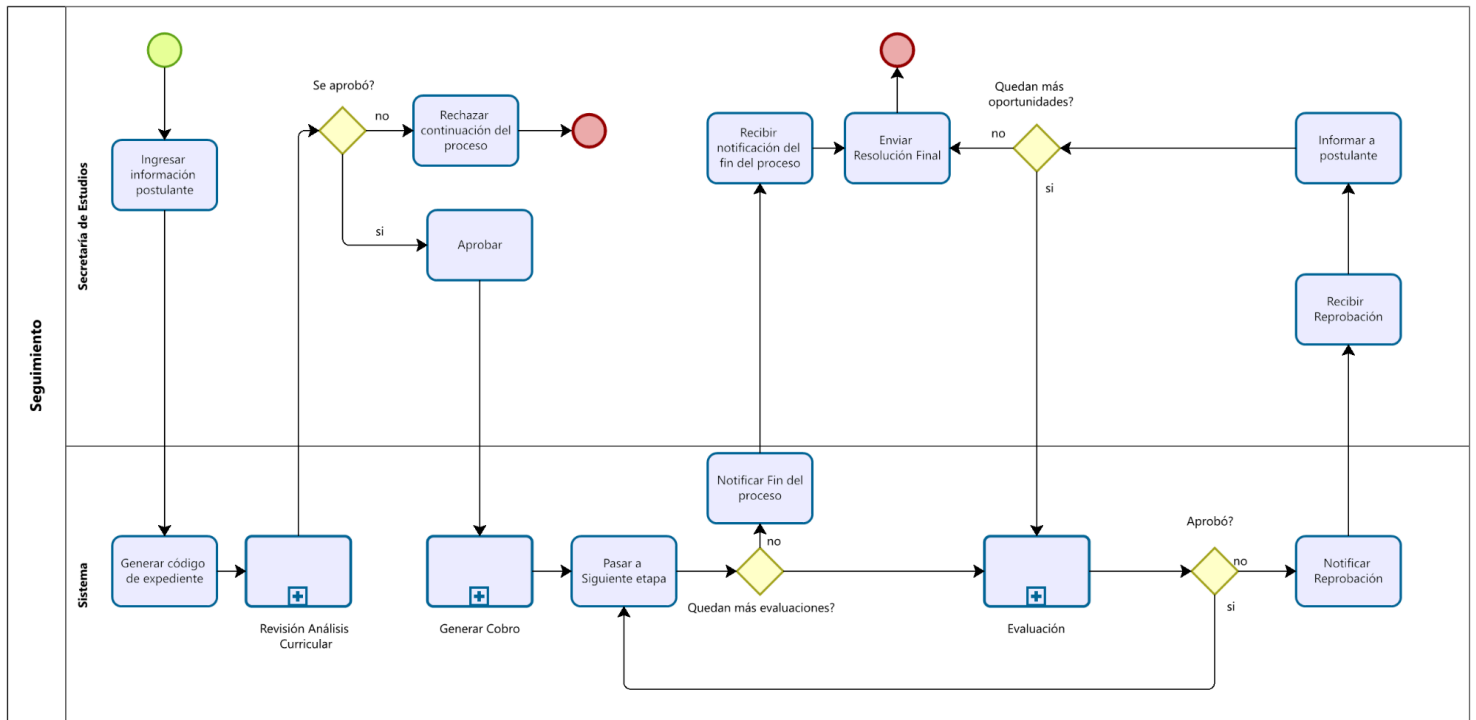 Seguimiento
Secretaría de Estudios
Ingresar
información
postulante
Se aprobó?
no
Rechazar
continuación del
proceso
si
Aprobar
Recibir
notificación del
fin del proceso
Enviar
Resolución Final
Quedan más
oportunidades?
no
si
Informar a
postulante
Recibir
Reprobación
Sistema
Generar código
de expediente
Revisión Análisis
Curricular
Generar Cobro
Pasar a
Siguiente etapa
Notificar Fin del
proceso
no
Quedan más evaluaciones?
Evaluación
Aprobó?
no
si
Notificar
Reprobación